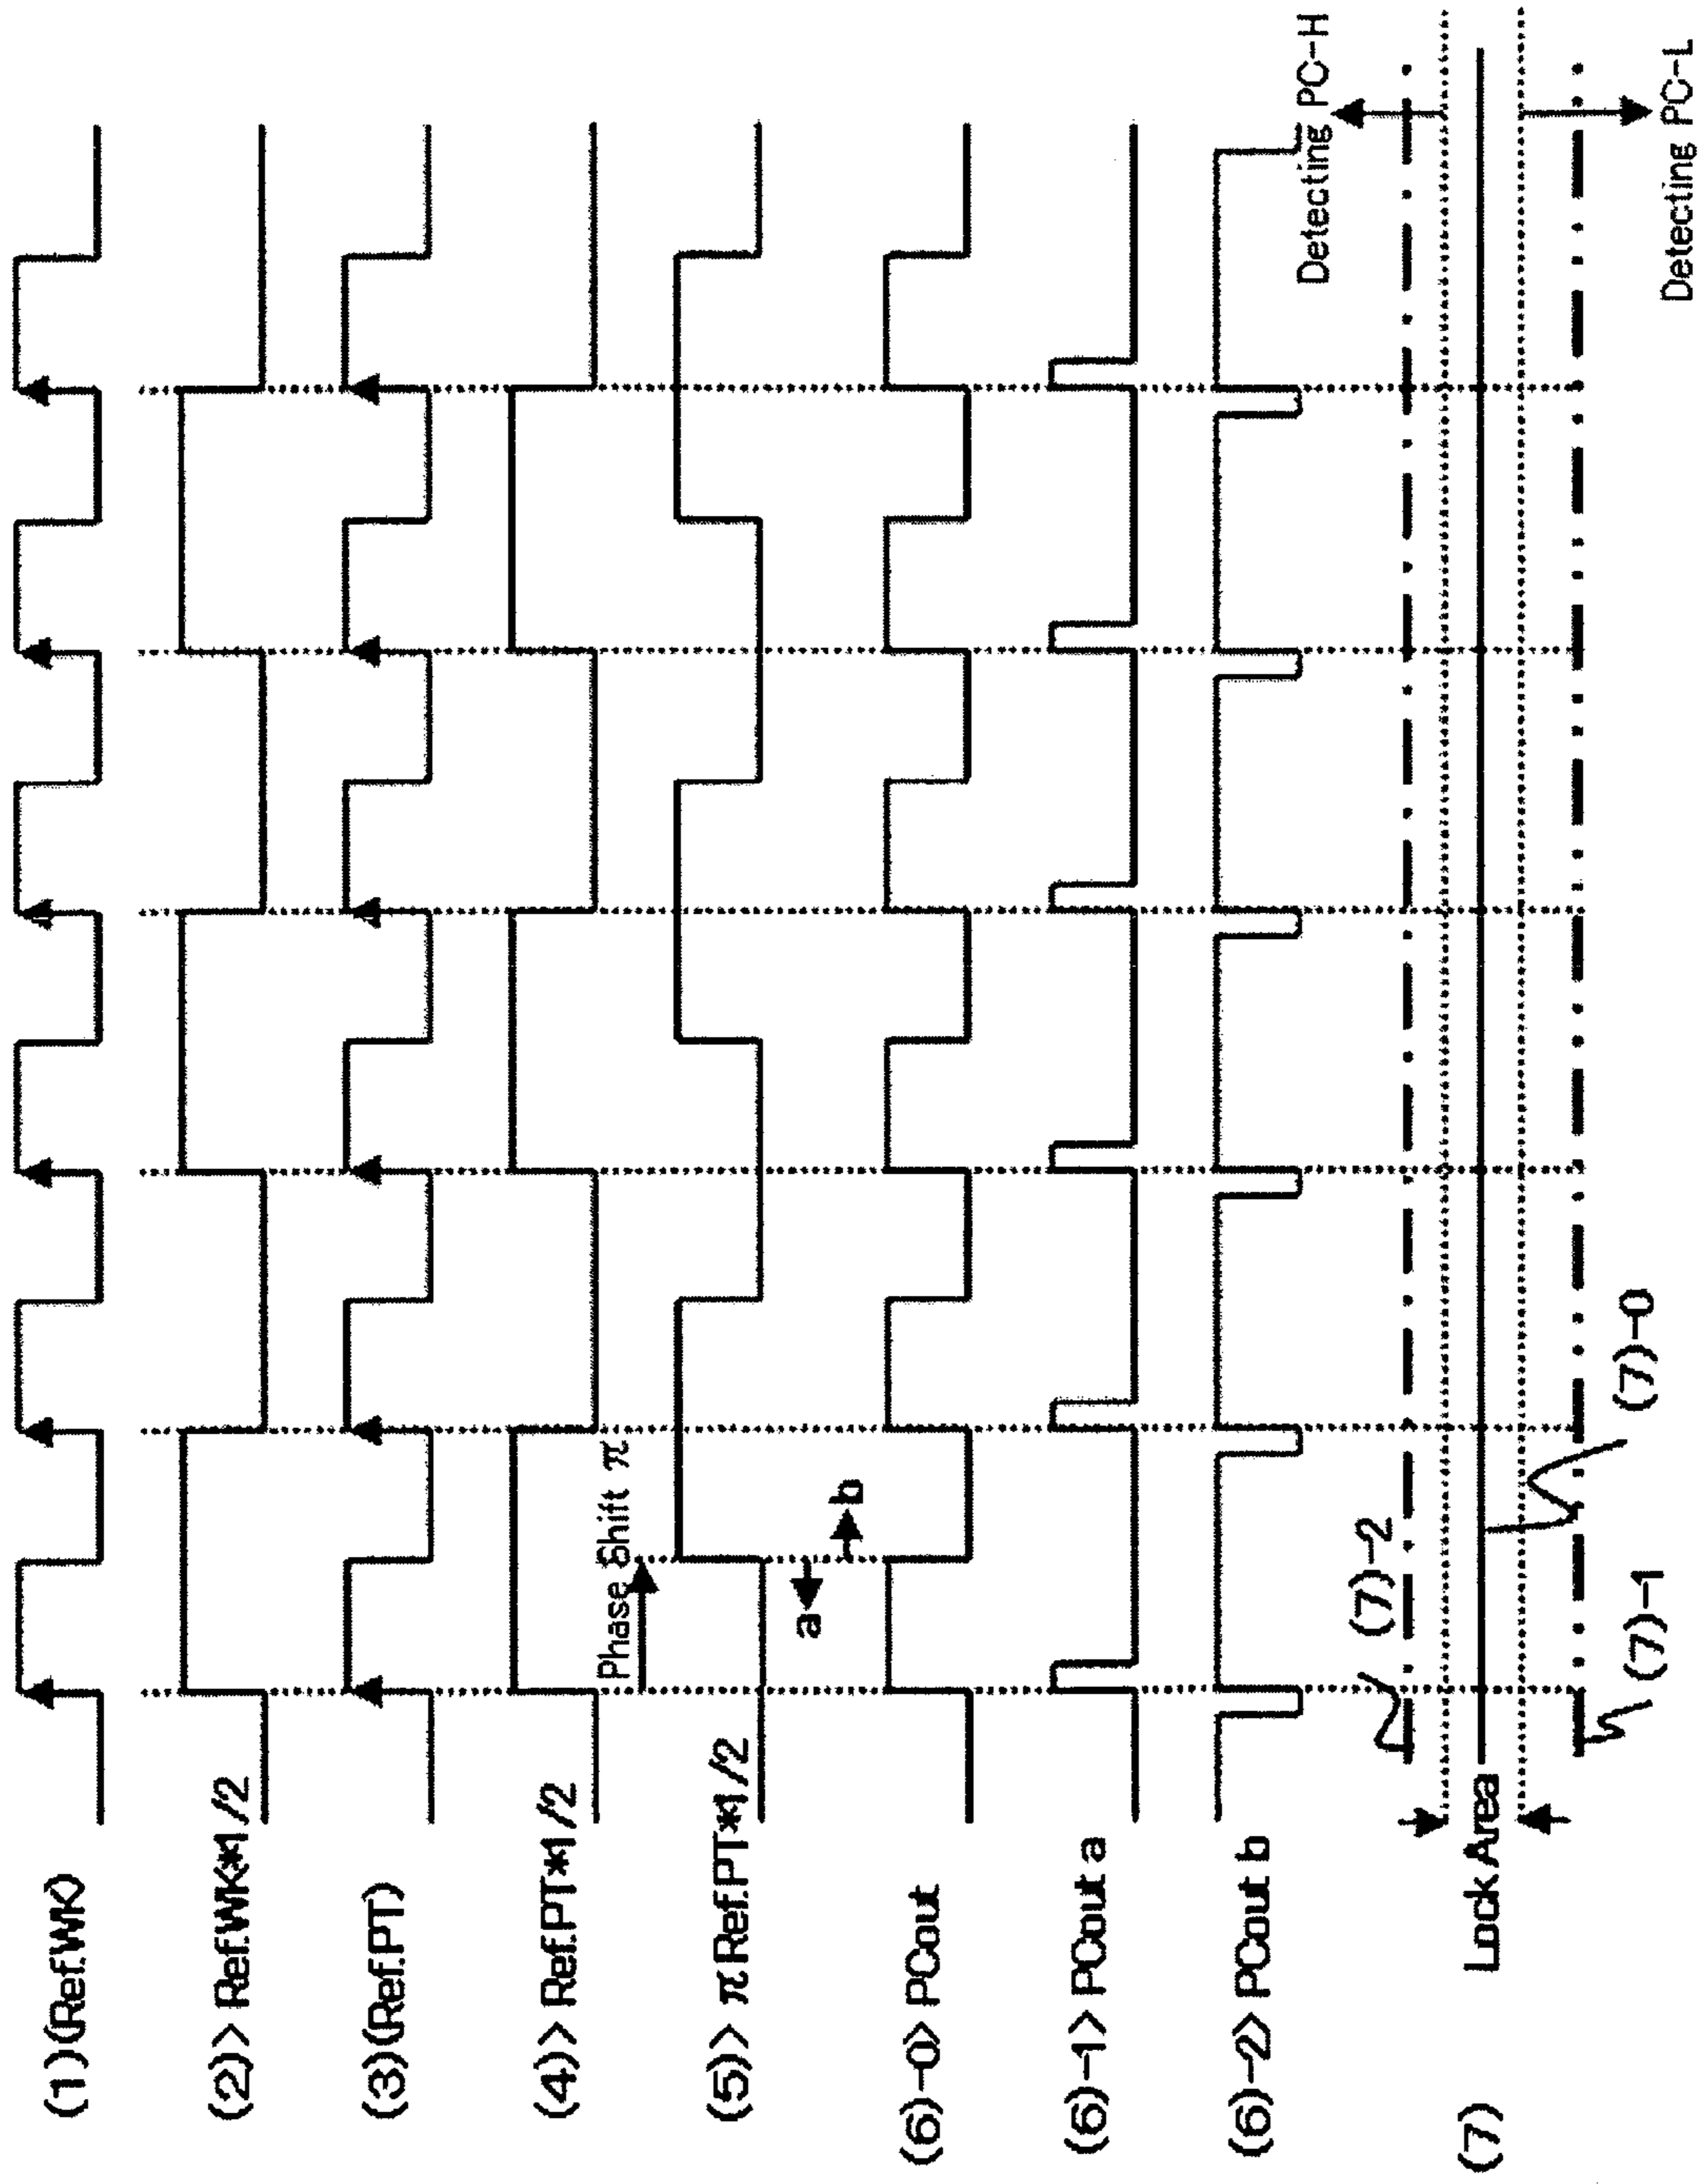 (1)(Ref.WK)
(2)> Ref.WK*1/2
(3)(Ref.PT)
(4)> Ref.PT*1/2
Phase Shift π
(5)> π Ref.PT*1/2
a
b
(6)-0> PCout
(6)-1> PCout a
(6)-2> PCout b
Detecting PC-H
(7)-2
(7) Lock Area
(7)-1
(7)-0
Detecting PC-L